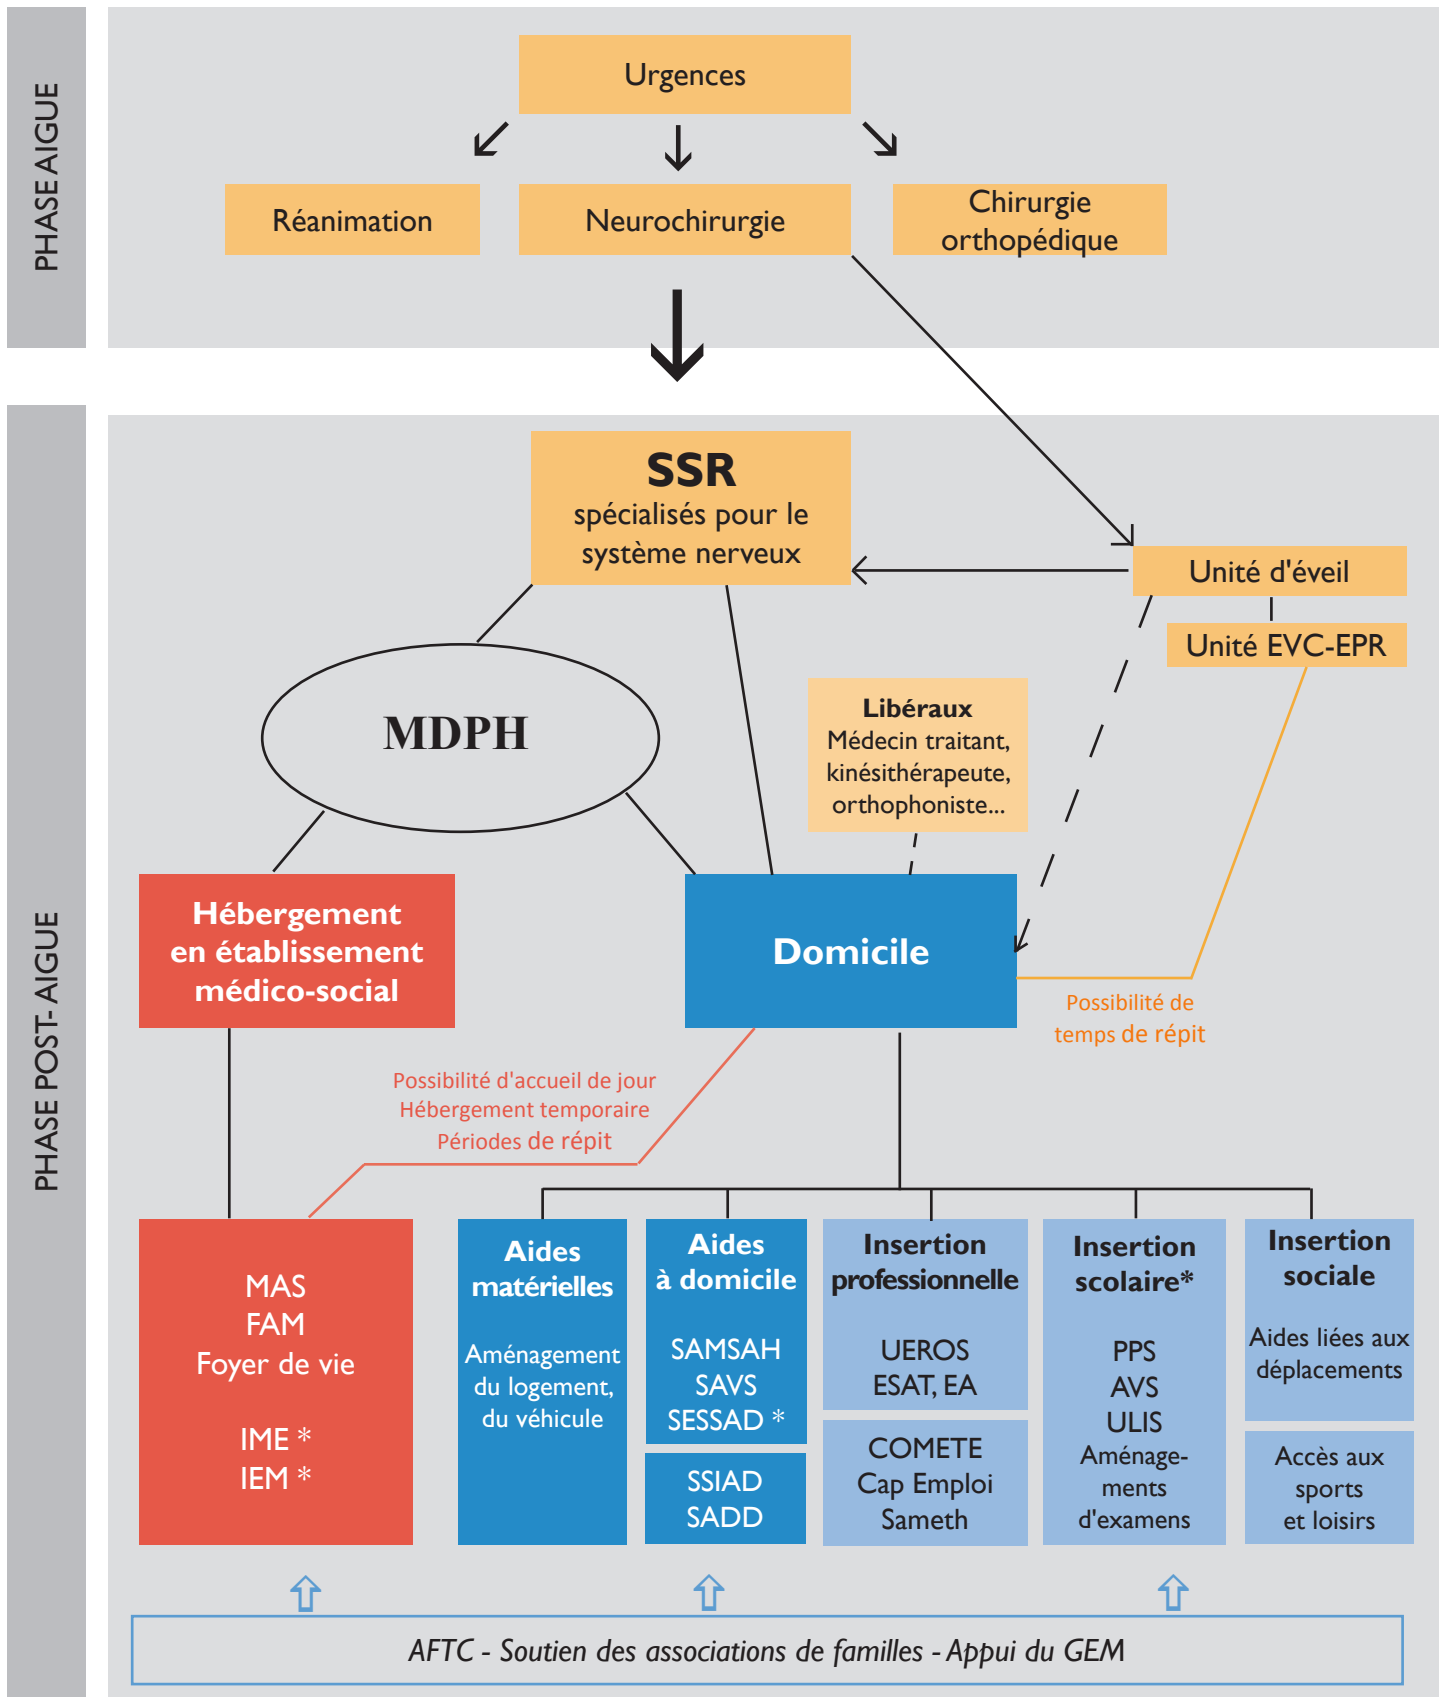 PHASE AIGUE
Urgences
Réanimation
Neurochirurgie
Chirurgie
orthopédique
PHASE POST- AIGUE
SSR
spécialisés pour le
système nerveux
Unité d'éveil
Unité EVC-EPR
MDPH
Libéraux
Médecin traitant,
kinésithérapeute,
orthophoniste...
Hébergement
en établissement
médico-social
Domicile
Possibilité de
temps de répit
Possibilité d'accueil de jour
Hébergement temporaire
Périodes de répit
MAS
FAM
Foyer de vie
IME *
IEM *
Aides
matérielles
Aménagement
du logement,
du véhicule
Aides
à domicile
SAMSAH
SAVS
SESSAD *
SSIAD
SADD
Insertion
professionnelle
UEROS
ESAT, EA
COMETE
Cap Emploi
Sameth
Insertion
scolaire*
PPS
AVS
ULIS
Aménage-
ments
d'examens
Insertion
sociale
Aides liées aux
déplacements
Accès aux
sports
et loisirs
AFTC - Soutien des associations de familles - Appui du GEM